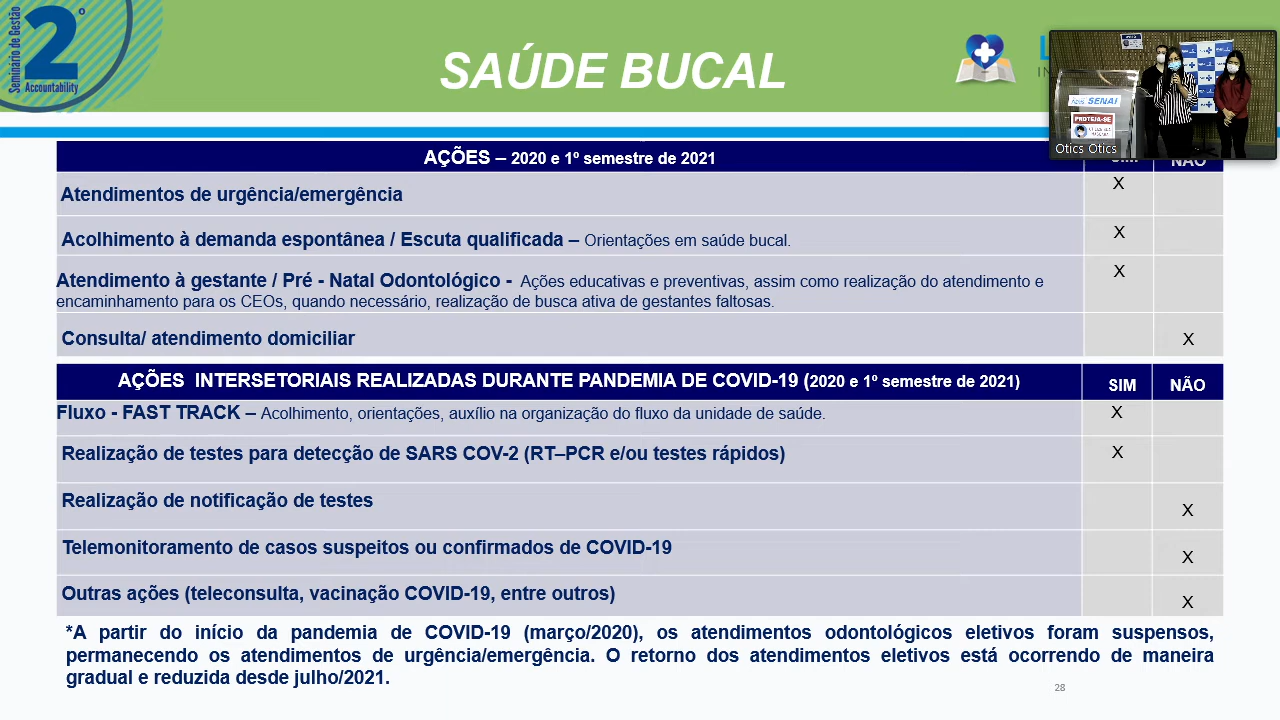 Seminário de Gestão
2º
Accountability
SAÚDE BUCAL
SENAI
PROTEJA-SE
Otics Otics
AÇÕES – 2020 e 1º semestre de 2021
SIM NÃO
Atendimentos de urgência/emergência X
Acolhimento à demanda espontânea / Escuta qualificada – Orientações em saúde bucal. X
Atendimento à gestante / Pré - Natal Odontológico - Ações educativas e preventivas, assim como realização do atendimento e X
encaminhamento para os CEOs, quando necessário, realização de busca ativa de gestantes faltosas.
Consulta/ atendimento domiciliar X
AÇÕES INTERSETORIAIS REALIZADAS DURANTE PANDEMIA DE COVID-19 (2020 e 1º semestre de 2021) SIM NÃO
Fluxo - FAST TRACK – Acolhimento, orientações, auxílio na organização do fluxo da unidade de saúde. X
Realização de testes para detecção de SARS COV-2 (RT–PCR e/ou testes rápidos) X
Realização de notificação de testes X
Telemonitoramento de casos suspeitos ou confirmados de COVID-19 X
Outras ações (teleconsulta, vacinação COVID-19, entre outros) X
*A partir do início da pandemia de COVID-19 (março/2020), os atendimentos odontológicos eletivos foram suspensos,
permanecendo os atendimentos de urgência/emergência. O retorno dos atendimentos eletivos está ocorrendo de maneira
gradual e reduzida desde julho/2021.
28